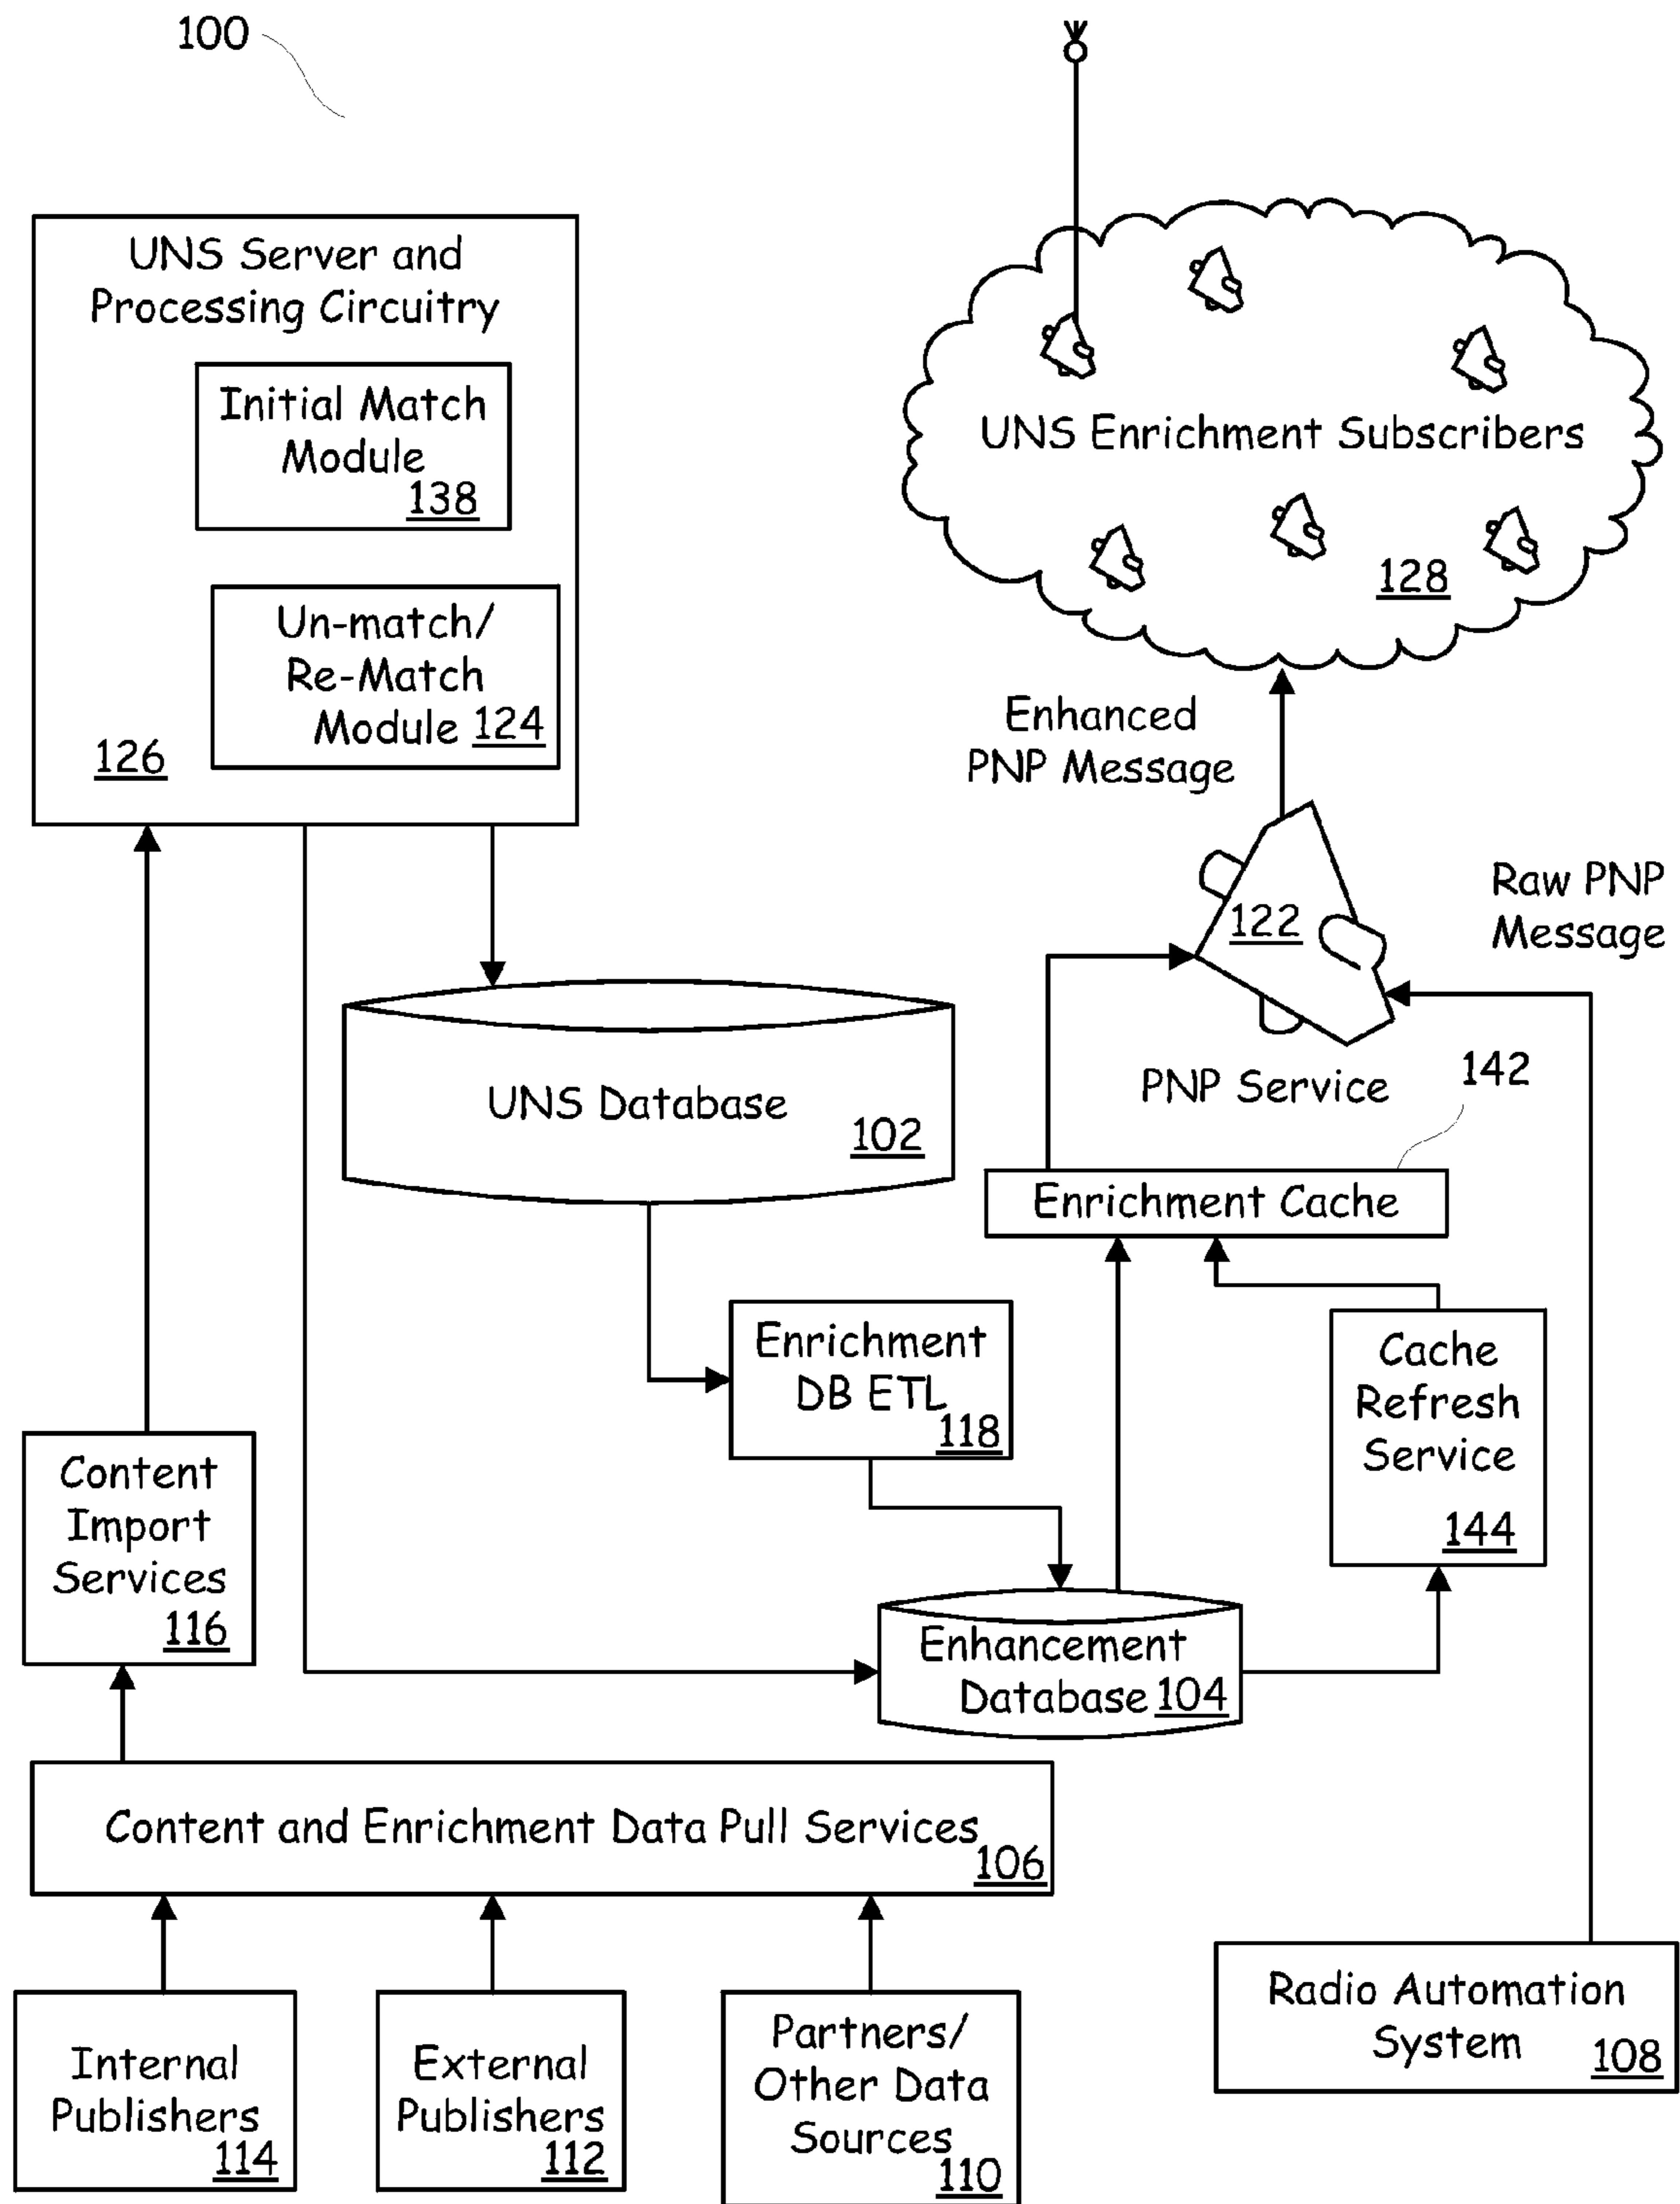 100
UNS Server and
Processing Circuitry
Initial Match
Module
138
Un-match/
Re-Match
Module 124
126
UNS Enrichment Subscribers
128
Enhanced
PNP Message
122
Raw PNP
Message
PNP Service
142
UNS Database
102
Enrichment Cache
Enrichment
DB ETL
118
Cache
Refresh
Service
144
Content
Import
Services
116
Enhancement
Database 104
Content and Enrichment Data Pull Services
106
Internal
Publishers
114
External
Publishers
112
Partners/
Other Data
Sources
110
Radio Automation
System
108